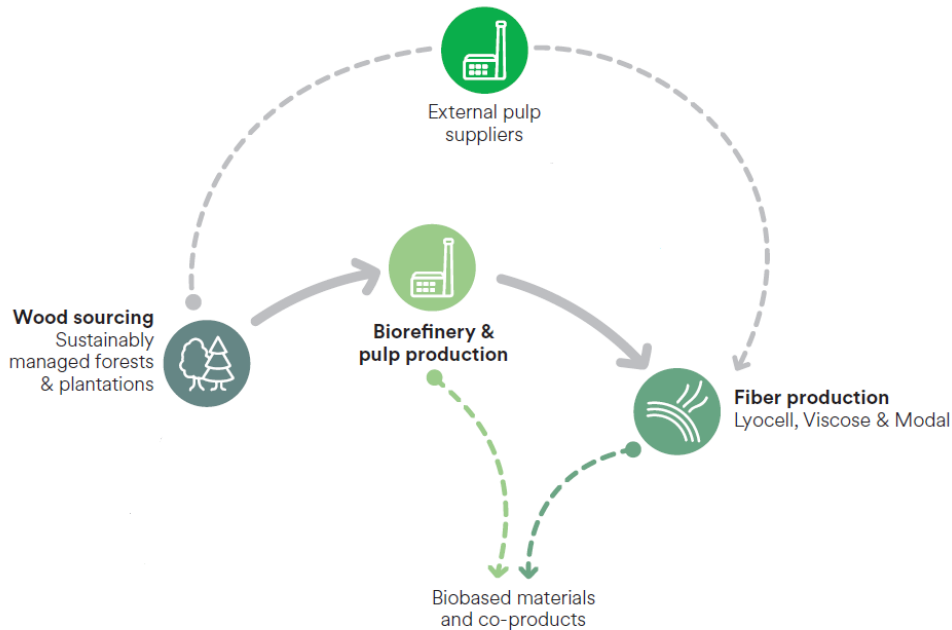 External pulp
suppliers
Wood sourcing
Sustainably
managed forests
& plantations
Biorefinery &
pulp production
Fiber production
Lyocell, Viscose & Modal
Biobased materials
and co-products